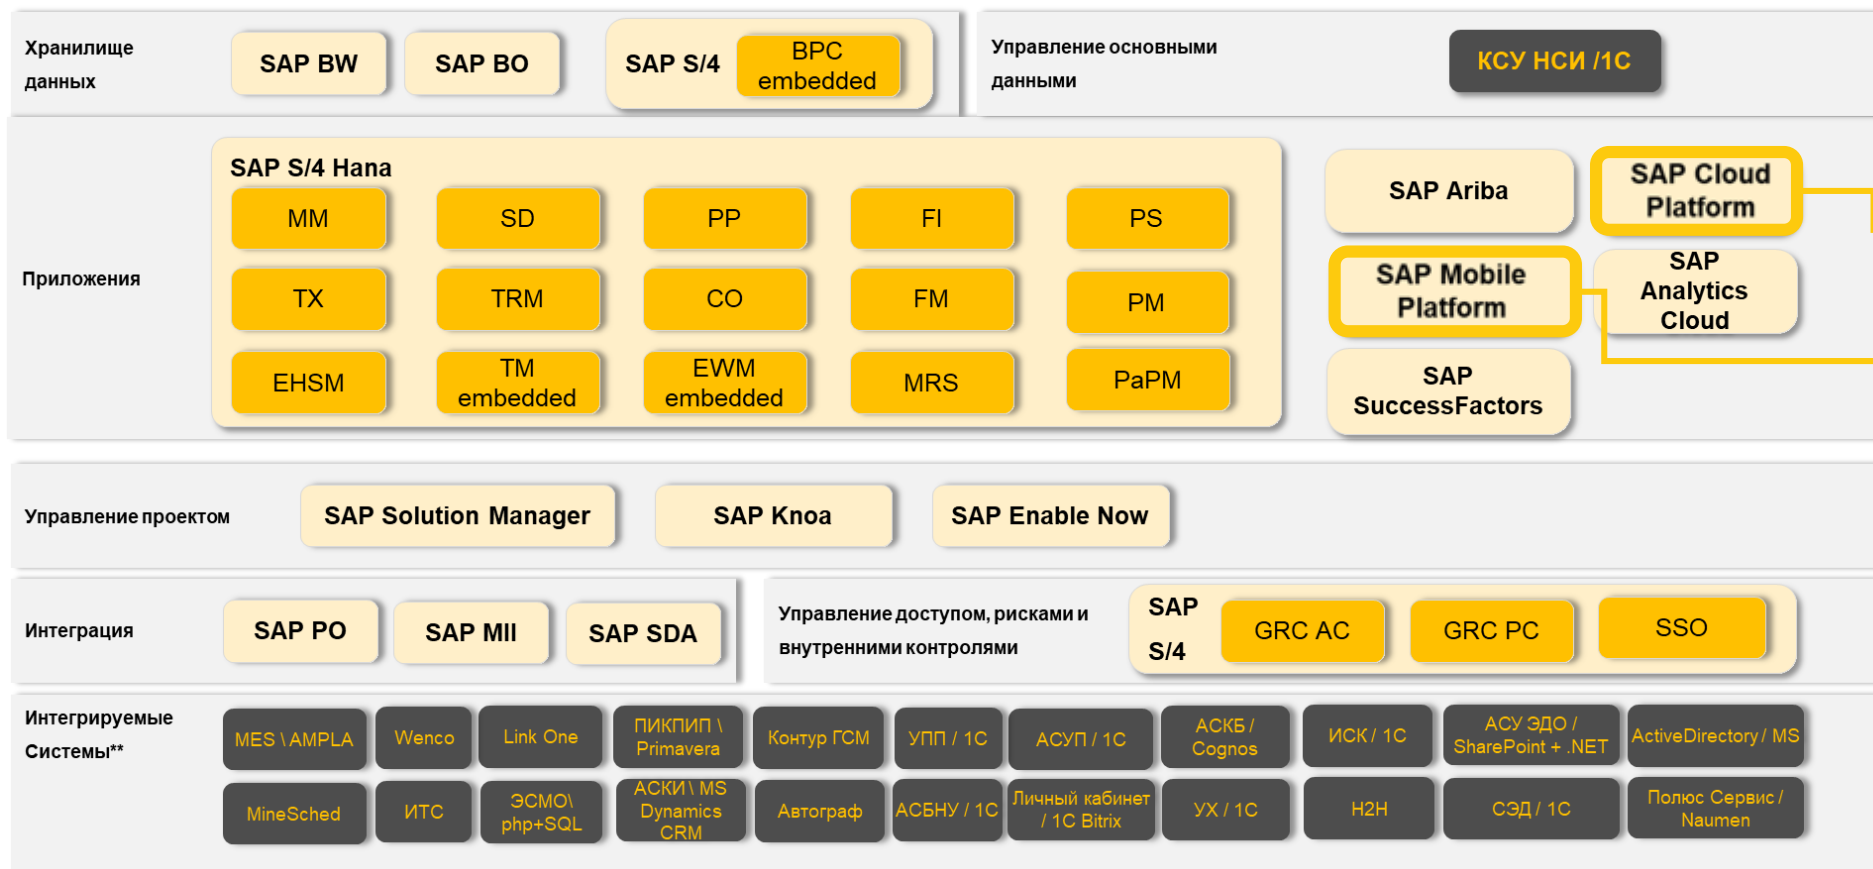 Хранилище
данных
SAP BW
SAP BO
SAP S/4
BPC
embedded
Управление основными
данными
КСУ НСИ /1С
Приложения
SAP S/4 Hana
MM
SD
PP
FI
PS
TX
TRM
CO
FM
PM
EHSM
TM
embedded
EWM
embedded
MRS
PaPM
SAP Ariba
SAP Cloud
Platform
SAP Mobile
Platform
SAP
Analytics
Cloud
SAP
SuccessFactors
Управление проектом
SAP Solution Manager
SAP Knoa
SAP Enable Now
Интеграция
SAP PO
SAP MII
SAP SDA
Управление доступом, рисками и
внутренними контролями
SAP
S/4
GRC AC
GRC PC
SSO
Интегрируемые
Системы**
MES \ AMPLA
Wenco
Link One
ПИКПИП \
Primavera
Контур ГСМ
УПП / 1С
АСУП / 1С
АСКБ /
Cognos
ИСК / 1С
АСУ ЭДО /
SharePoint + .NET
ActiveDirectory / MS
MineSched
ИТС
ЭСМО\
php+SQL
АСКИ \ MS
Dynamics
CRM
Автограф
АСБНУ / 1С
Личный кабинет
/ 1С Bitrix
УХ / 1С
H2H
СЭД / 1С
Полюс Сервис /
Naumen